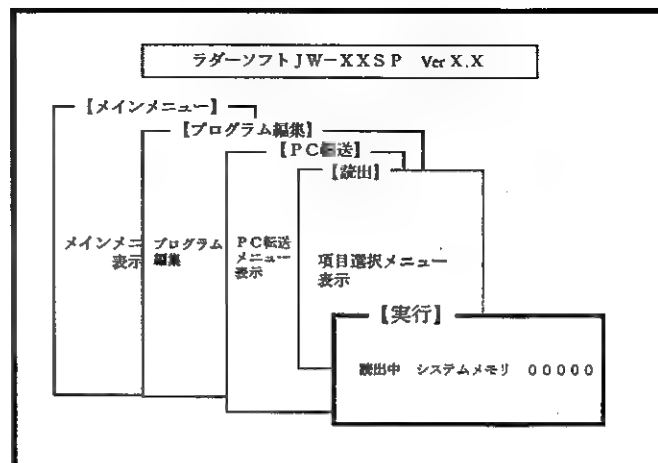 ラダーソフトJW-XXSP Ver X.X
【メインメニュー】
【プログラム編集】
【PC転送】
【読出】
メインメニ
表示
プログラム
編集
PC転送
メニュー
表示
項目選択メニュー
表示
【実行】
読出中 システムメモリ 00000